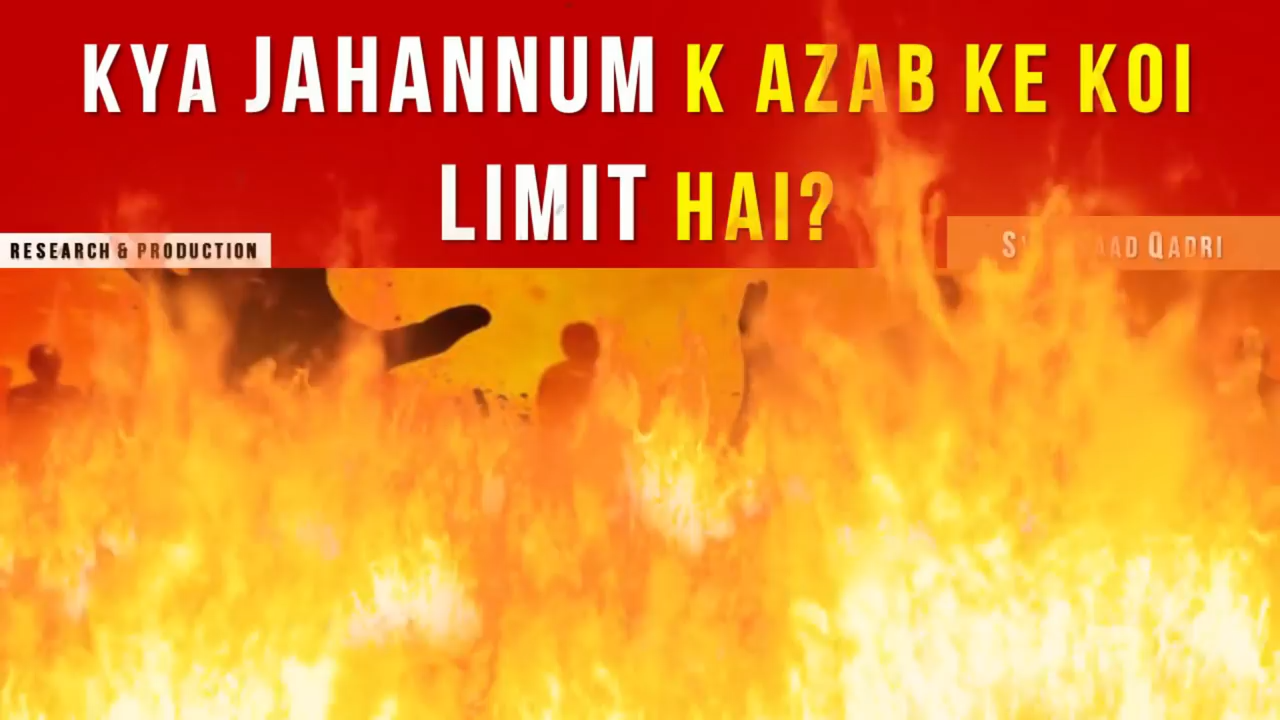 KYA JAHANNUM K AZAB KE KOI
LIMIT HAI?
RESEARCH & PRODUCTION
QADRI